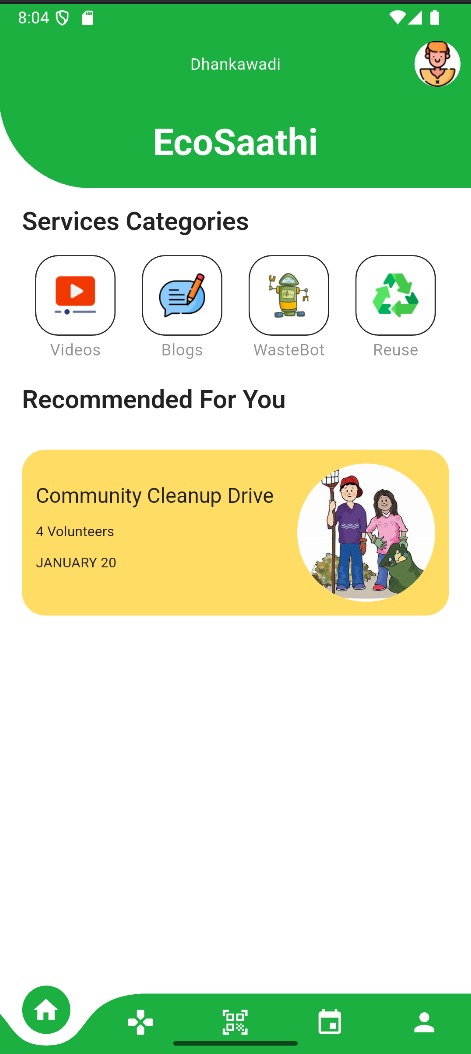 8:04
Dhankawadi
EcoSaathi
Services Categories
Videos Blogs WasteBot Reuse
Recommended For You
Community Cleanup Drive
4 Volunteers
JANUARY 20